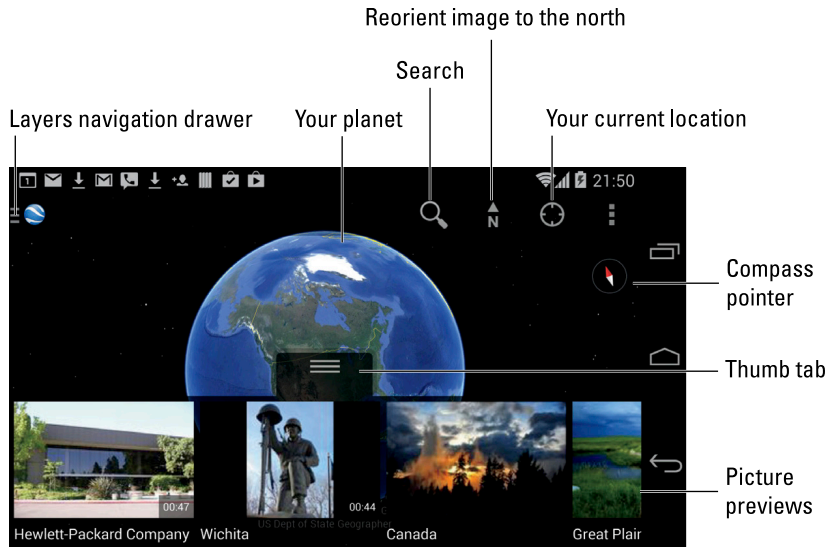 Reorient image to the north
Search
Layers navigation drawer
Your planet
Your current location
1
21:50
N
Compass
pointer
Thumb tab
00:47
00:44
US Dept of State Geographer
Hewlett-Packard Company
Wichita
Canada
Great Plair
Picture
previews